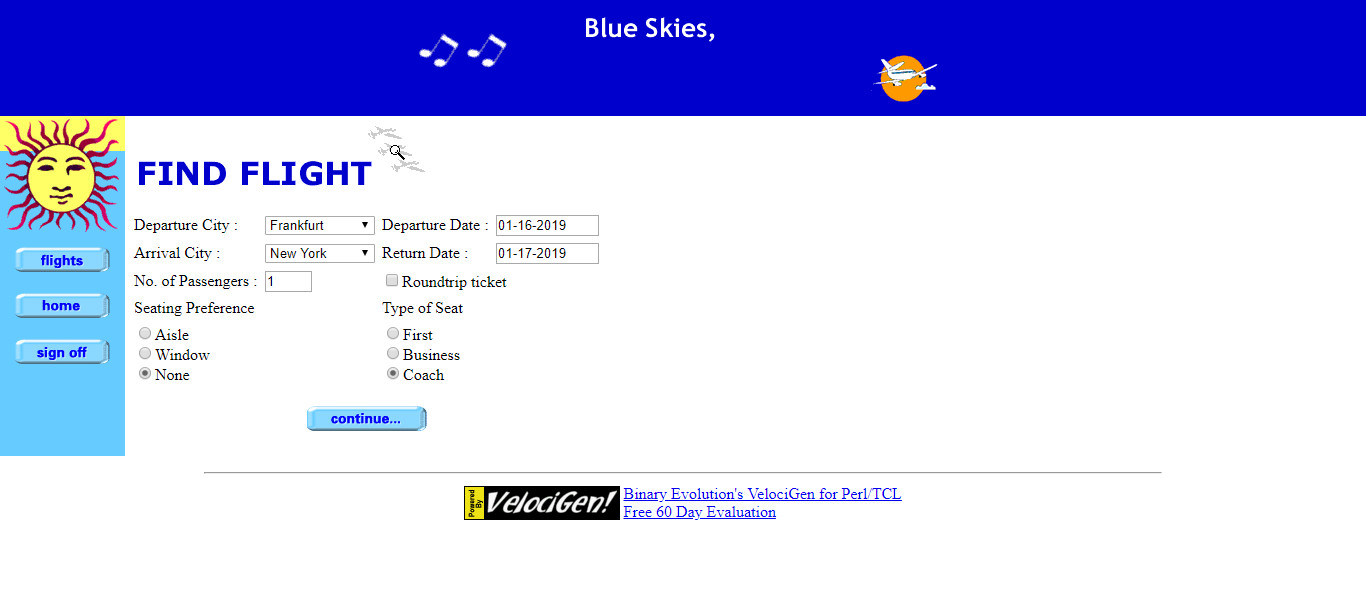 Blue Skies,
FIND FLIGHT
Departure City : Frankfurt Departure Date : 01-16-2019
Arrival City : New York Return Date : 01-17-2019
No. of Passengers : 1 Roundtrip ticket
Seating Preference Type of Seat
Aisle First
Window Business
None Coach
flights
home
sign off
continue...
Powered By VelociGen!
Binary Evolution's VelociGen for Perl/TCL
Free 60 Day Evaluation